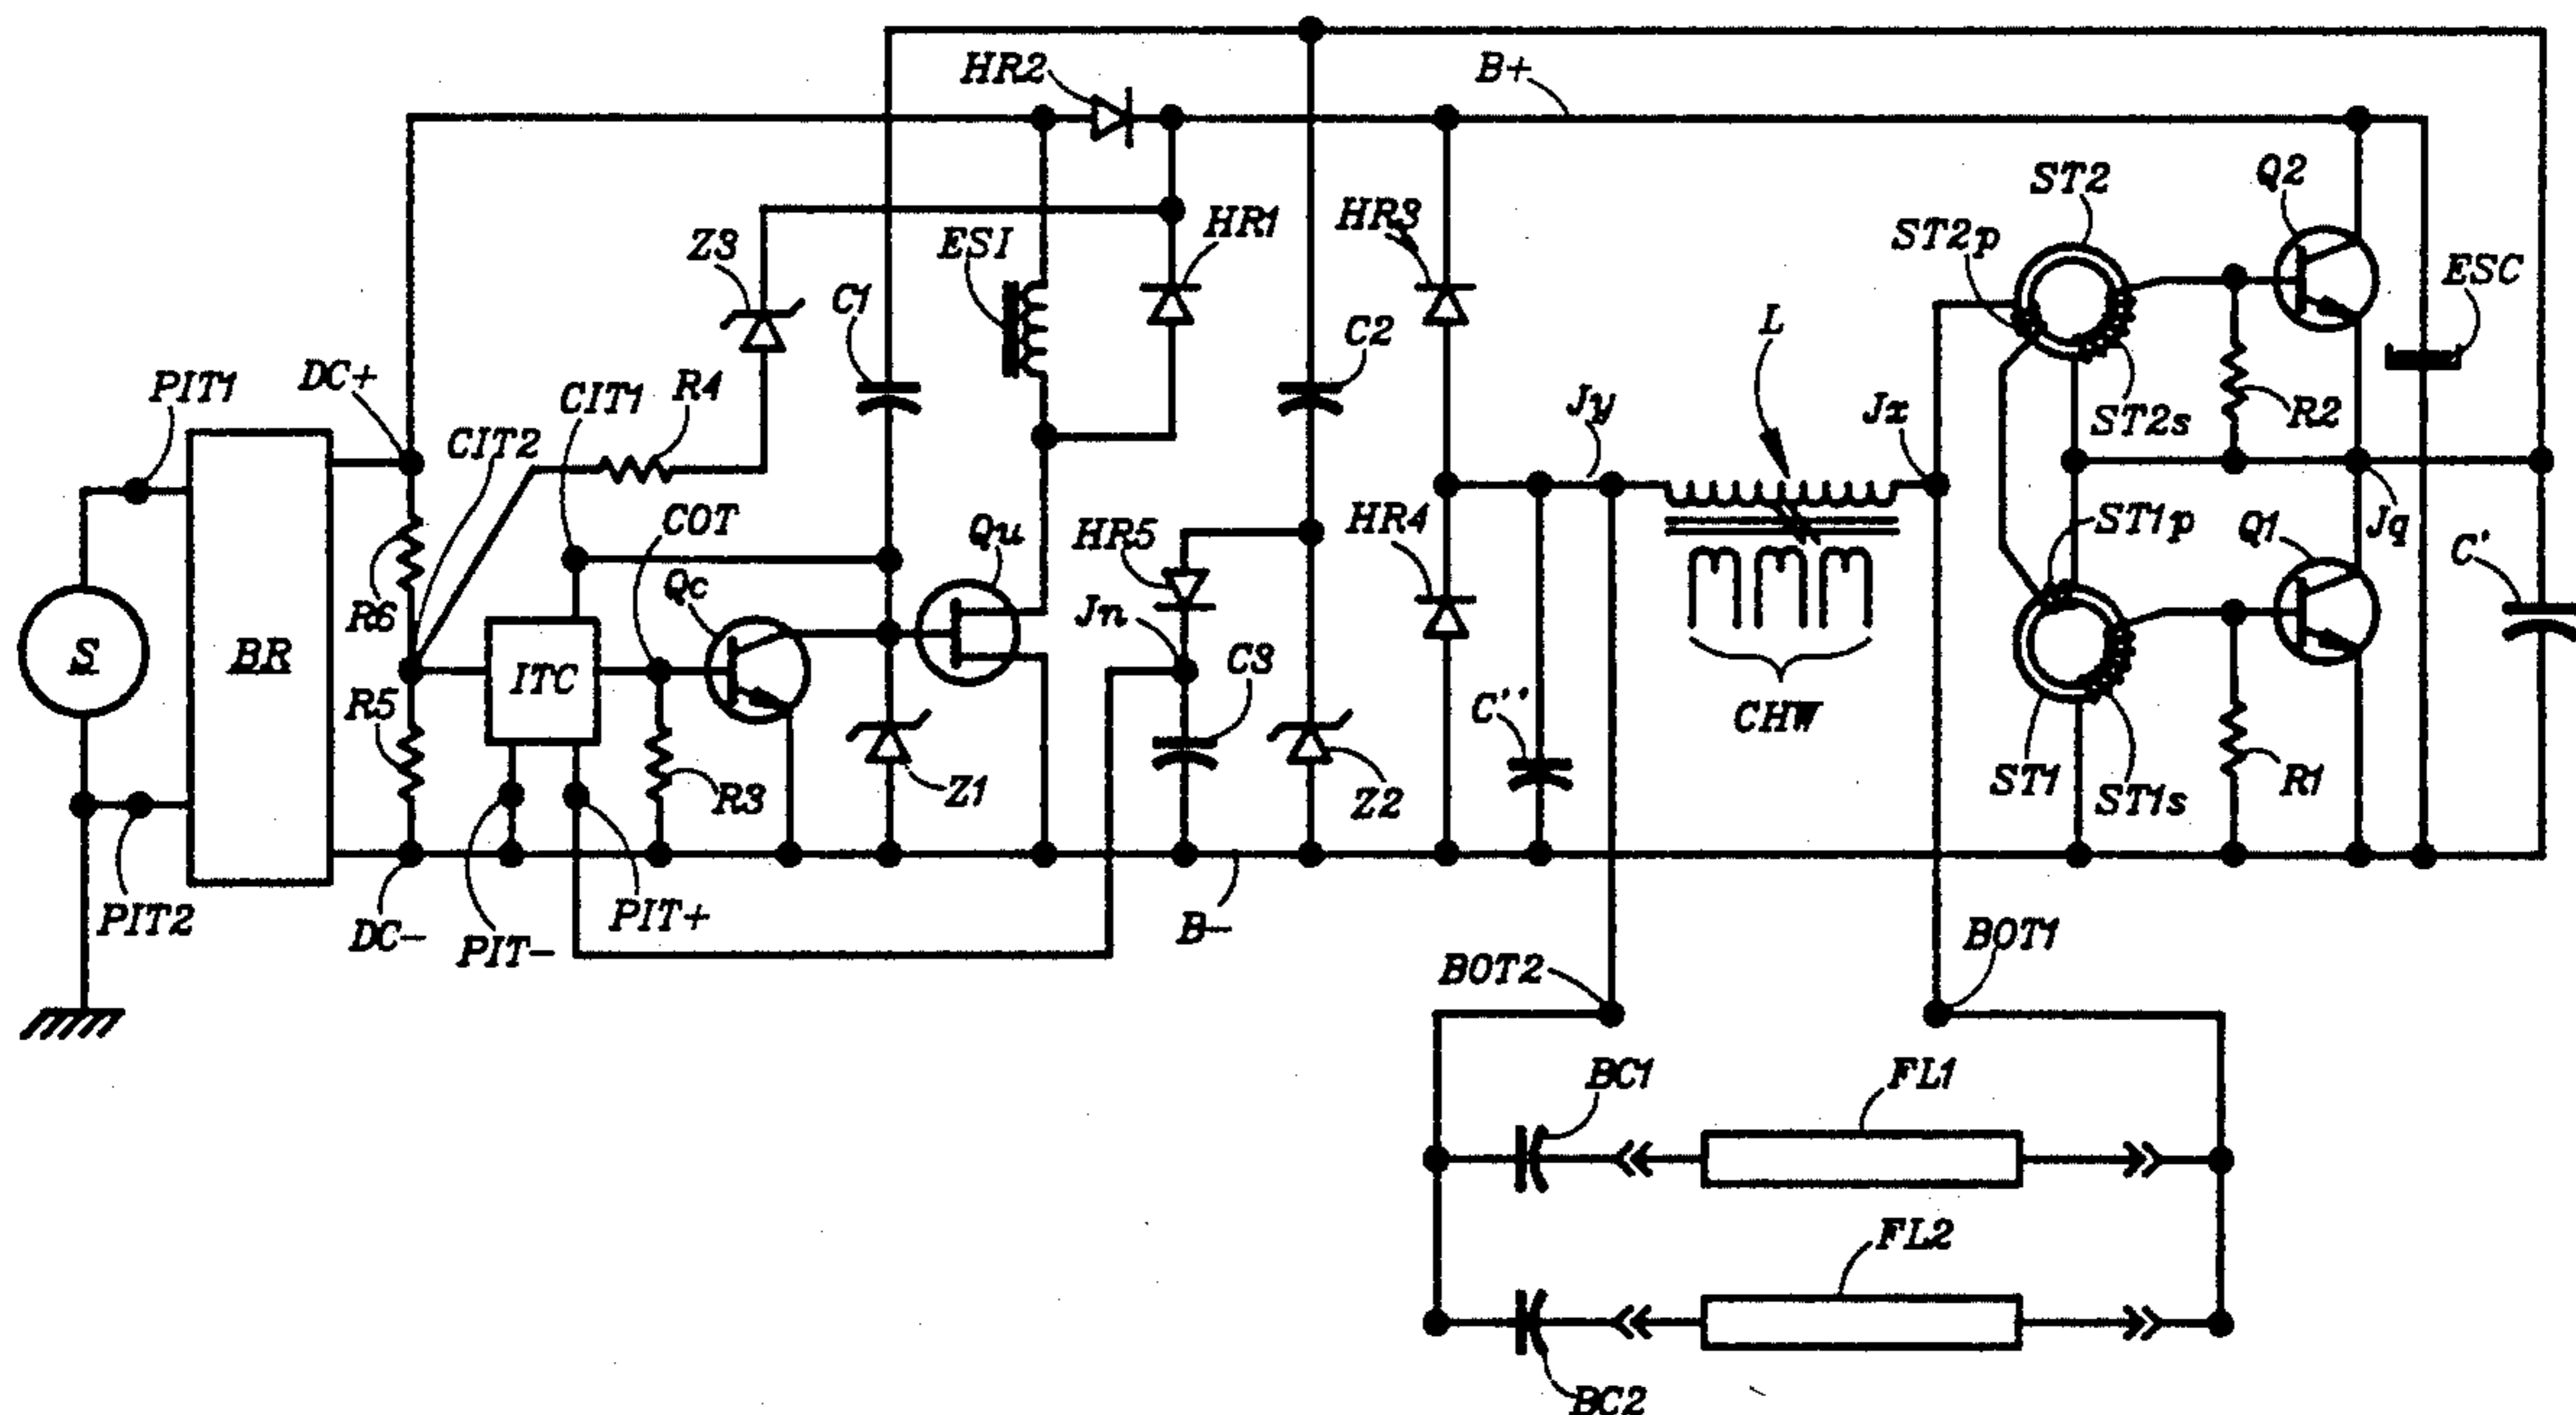 HR2
B+
ST2
Q2
ST2p
HR3
HR1
Z3
ESI
C1
ESC
L
C2
PIT1
DC+
CIT1
R4
Jy
Jx
R2
ST2s
CIT2
COT
Qu
HR5
HR4
ST1p
Q1
Jq
C'
R6
Qc
Jn
S
BR
ITC
C3
C''
CHW
R5
R3
Z1
Z2
ST1
ST1s
R1
PIT2
DC-
PIT-
PIT+
B-
BOT2
BOT1
BC1
FL1
FL2
BC2